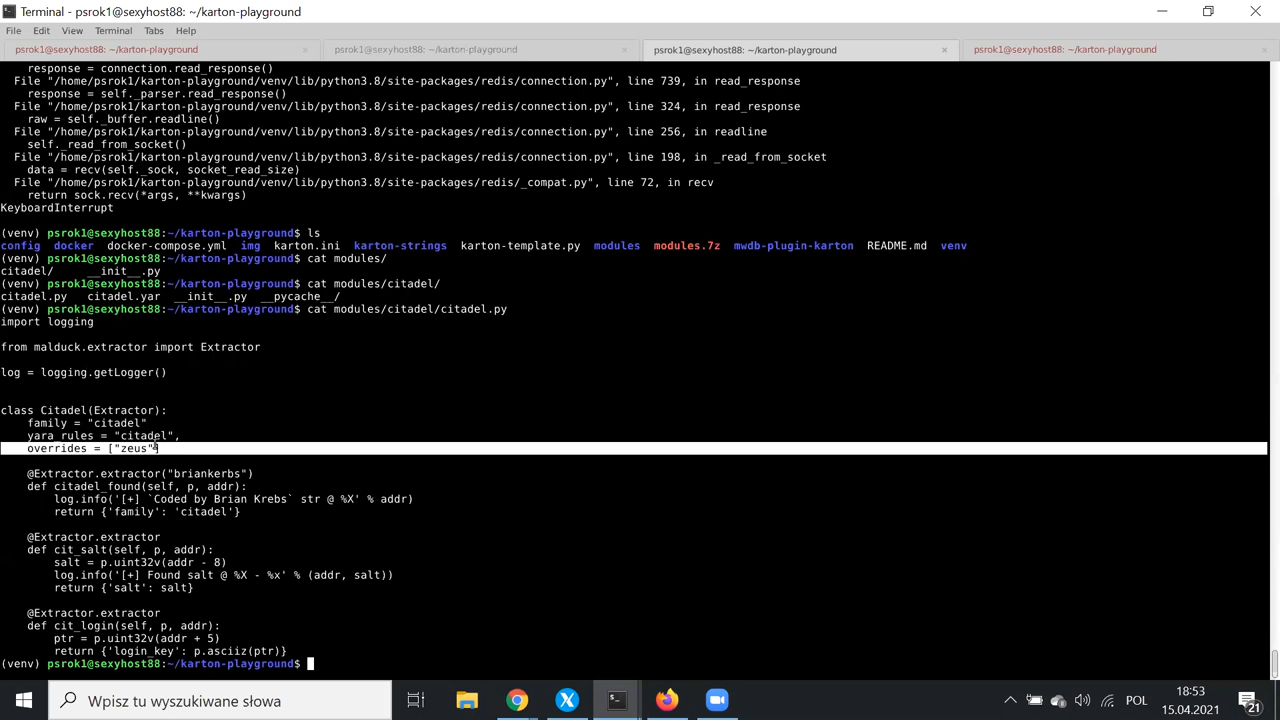 Terminal - psrok1@sexyhost88: ~/karton-playground
File Edit View Terminal Tabs Help
psrok1@sexyhost88: ~/karton-playground psrok1@sexyhost88: ~/karton-playground psrok1@sexyhost88: ~/karton-playground psrok1@sexyhost88: ~/karton-playground
response = connection.read_response()
File "/home/psrok1/karton-playground/venv/lib/python3.8/site-packages/redis/connection.py", line 739, in read_response
response = self._parser.read_response()
File "/home/psrok1/karton-playground/venv/lib/python3.8/site-packages/redis/connection.py", line 324, in read_response
raw = self._buffer.readline()
File "/home/psrok1/karton-playground/venv/lib/python3.8/site-packages/redis/connection.py", line 256, in readline
self._read_from_socket()
File "/home/psrok1/karton-playground/venv/lib/python3.8/site-packages/redis/connection.py", line 198, in _read_from_socket
data = recv(self._sock, socket_read_size)
File "/home/psrok1/karton-playground/venv/lib/python3.8/site-packages/redis/_compat.py", line 72, in recv
return sock.recv(*args, **kwargs)
KeyboardInterrupt
(venv) psrok1@sexyhost88:~/karton-playground$ ls
config docker docker-compose.yml img karton.ini karton-strings karton-template.py modules modules.7z mwdb-plugin-karton README.md venv
(venv) psrok1@sexyhost88:~/karton-playground$ cat modules/
citadel/ __init__.py
(venv) psrok1@sexyhost88:~/karton-playground$ cat modules/citadel/
citadel.py citadel.yar __init__.py __pycache__/
(venv) psrok1@sexyhost88:~/karton-playground$ cat modules/citadel/citadel.py
import logging
from malduck.extractor import Extractor
log = logging.getLogger()
class Citadel(Extractor):
family = "citadel"
yara_rules = "citadel",
overrides = ["zeus"]
@Extractor.extractor("briankerbs")
def citadel_found(self, p, addr):
log.info('[+] `Coded by Brian Krebs` str @ %X' % addr)
return {'family': 'citadel'}
@Extractor.extractor
def cit_salt(self, p, addr):
salt = p.uint32v(addr - 8)
log.info('[+] Found salt @ %X - %x' % (addr, salt))
return {'salt': salt}
@Extractor.extractor
def cit_login(self, p, addr):
ptr = p.uint32v(addr + 5)
return {'login_key': p.asciiz(ptr)}
(venv) psrok1@sexyhost88:~/karton-playground$
Wpisz tu wyszukiwane słowa
POL
18:53
15.04.2021
21